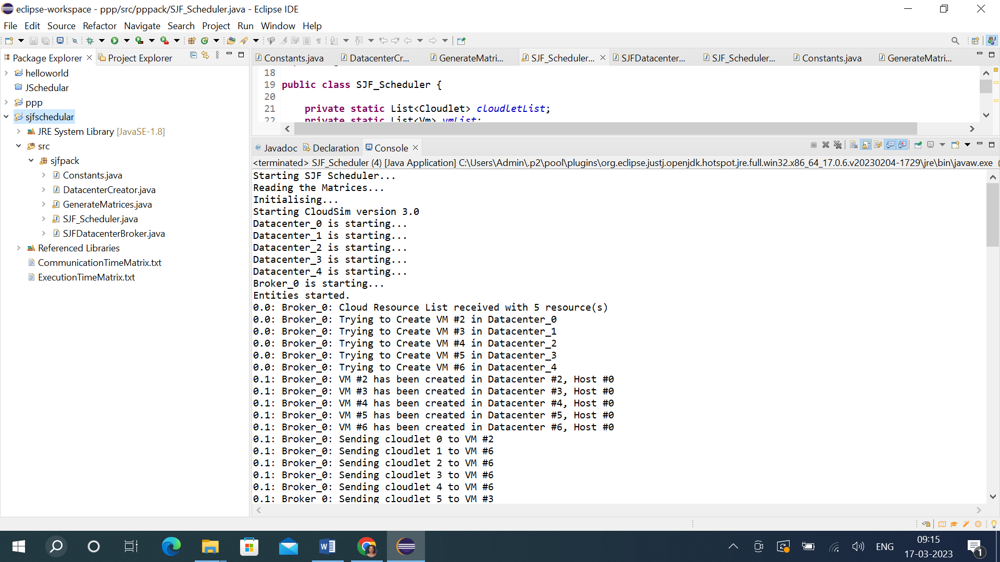 eclipse-workspace - ppp/src/pppack/SJF_Scheduler.java - Eclipse IDE
File Edit Source Refactor Navigate Search Project Run Window Help
Package Explorer Project Explorer
helloworld
JSchedular
ppp
sjfschedular
JRE System Library [JavaSE-1.8]
src
sjfpack
Constants.java
DatacenterCreator.java
GenerateMatrices.java
SJF_Scheduler.java
SJFDatacenterBroker.java
Referenced Libraries
CommunicationTimeMatrix.txt
ExecutionTimeMatrix.txt
Constants.java DatacenterCr... GenerateMatri... SJF_Scheduler... SJFDatacenter... SJF_Scheduler... Constants.java GenerateMatri...
18
19 public class SJF_Scheduler {
20
21 private static List<Cloudlet> cloudletList;
22 private static List<Vm> vmList;
Javadoc Declaration Console
<terminated> SJF_Scheduler (4) [Java Application] C:\Users\Admin\.p2\pool\plugins\org.eclipse.justj.openjdk.hotspot.jre.full.win32.x86_64_17.0.6.v20230204-1729\jre\bin\javaw.exe (
Starting SJF Scheduler...
Reading the Matrices...
Initialising...
Starting CloudSim version 3.0
Datacenter_0 is starting...
Datacenter_1 is starting...
Datacenter_2 is starting...
Datacenter_3 is starting...
Datacenter_4 is starting...
Broker_0 is starting...
Entities started.
0.0: Broker_0: Cloud Resource List received with 5 resource(s)
0.0: Broker_0: Trying to Create VM #2 in Datacenter_0
0.0: Broker_0: Trying to Create VM #3 in Datacenter_1
0.0: Broker_0: Trying to Create VM #4 in Datacenter_2
0.0: Broker_0: Trying to Create VM #5 in Datacenter_3
0.0: Broker_0: Trying to Create VM #6 in Datacenter_4
0.1: Broker_0: VM #2 has been created in Datacenter #2, Host #0
0.1: Broker_0: VM #3 has been created in Datacenter #3, Host #0
0.1: Broker_0: VM #4 has been created in Datacenter #4, Host #0
0.1: Broker_0: VM #5 has been created in Datacenter #5, Host #0
0.1: Broker_0: VM #6 has been created in Datacenter #6, Host #0
0.1: Broker_0: Sending cloudlet 0 to VM #2
0.1: Broker_0: Sending cloudlet 1 to VM #6
0.1: Broker_0: Sending cloudlet 2 to VM #6
0.1: Broker_0: Sending cloudlet 3 to VM #6
0.1: Broker_0: Sending cloudlet 4 to VM #6
0.1: Broker_0: Sending cloudlet 5 to VM #3
ENG
09:15
17-03-2023
1